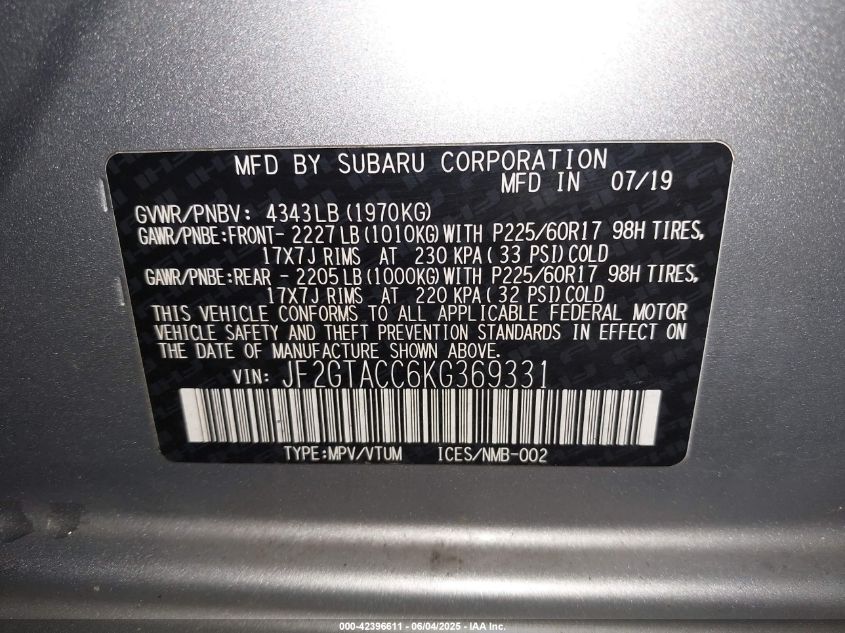 MFD BY SUBARU CORPORATION
MFD IN 07/19
GVWR/PNBV: 4343LB(1970KG)
GAWR/PNBE:FRONT- 2227LB(1010KG)WITH P225/60R17 98H TIRES,
17X7J RIMS AT 230 KPA( 33 PSI)COLD
GAWR/PNBE:REAR - 2205LB(1000KG)WITH P225/60R17 98H TIRES,
17X7J RIMS AT 220 KPA( 32 PSI)COLD
THIS VEHICLE CONFORMS TO ALL APPLICABLE FEDERAL MOTOR
VEHICLE SAFETY AND THEFT PREVENTION STANDARDS IN EFFECT ON
THE DATE OF MANUFACTURE SHOWN ABOVE.
VIN: JF2GTACC6KG369331
TYPE:MPV/VTUM ICES/NMB-002
000-42396611 - 06/04/2025 - IAA Inc.